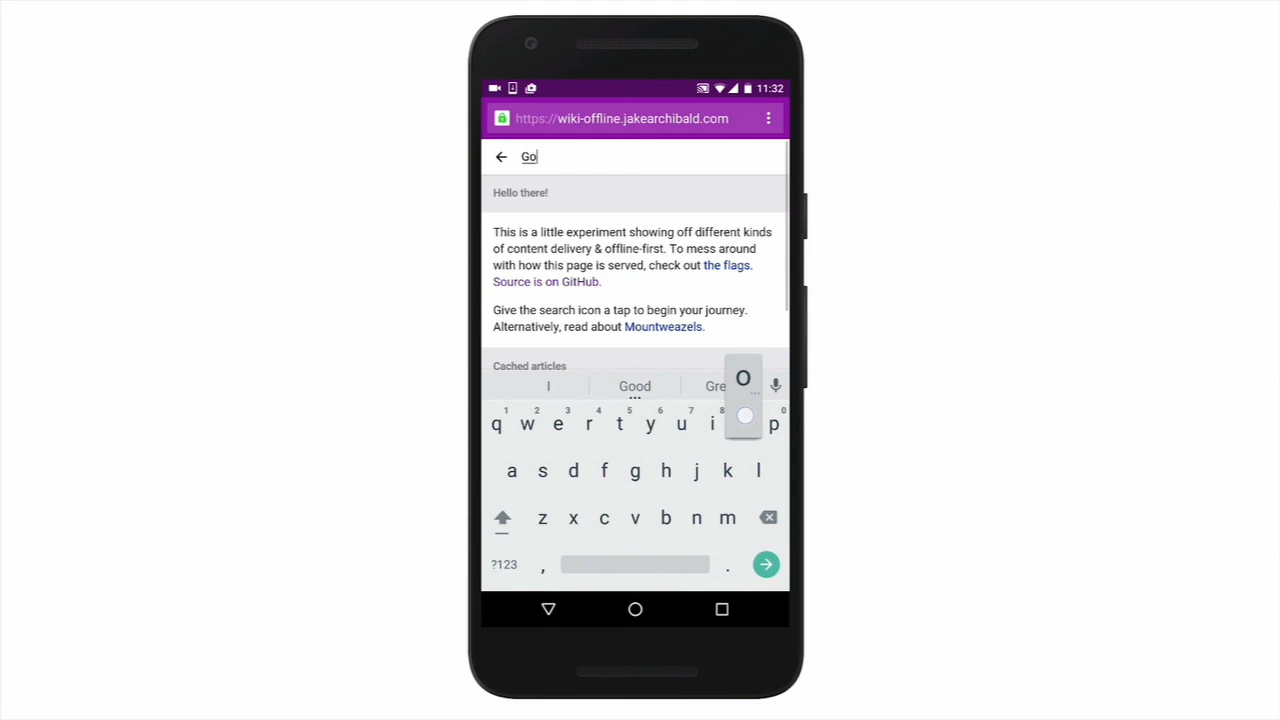 11:32
https://wiki-offline.jakearchibald.com
Go
Hello there!
This is a little experiment showing off different kinds
of content delivery & offline-first. To mess around
with how this page is served, check out the flags.
Source is on GitHub.
Give the search icon a tap to begin your journey.
Alternatively, read about Mountweazels.
Cached articles
I Good Gre
o
1 2 3 4 5 6 7 8 0
q w e r t y u i p
a s d f g h j k l
z x c v b n m
?123 , .